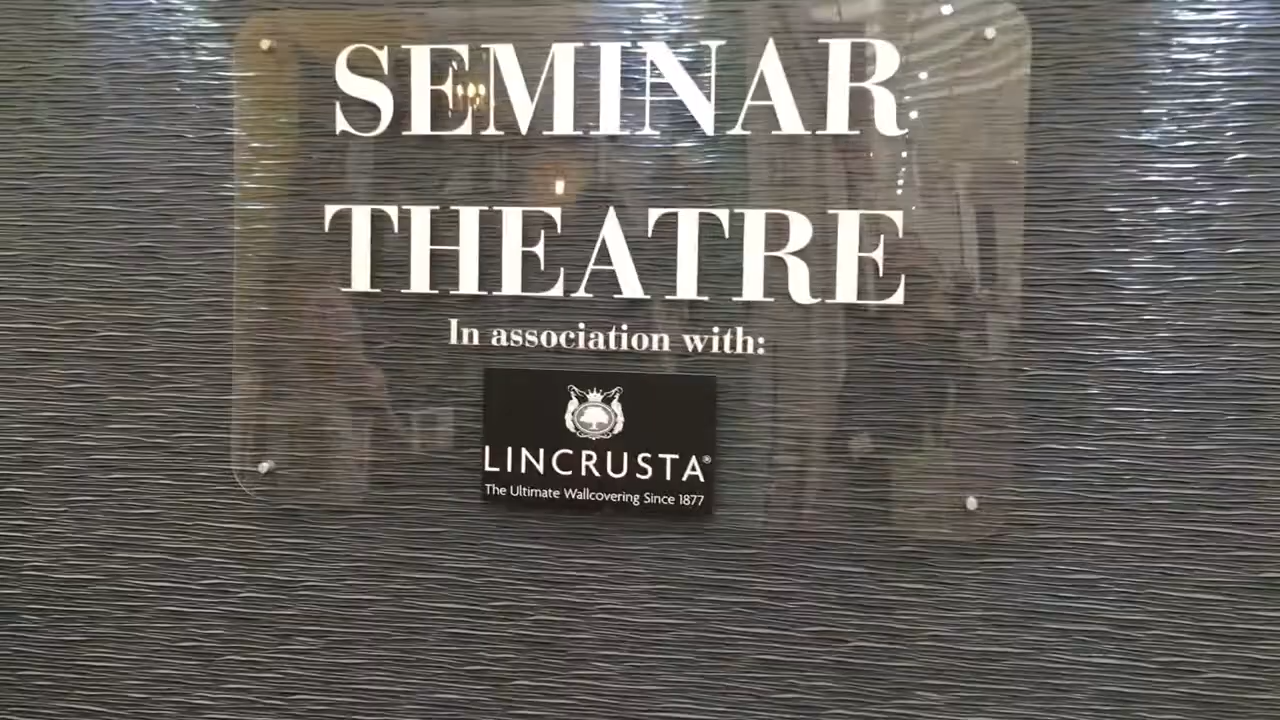 SEMINAR
THEATRE
In association with:
LINCRUSTA®
The Ultimate Wallcovering Since 1877